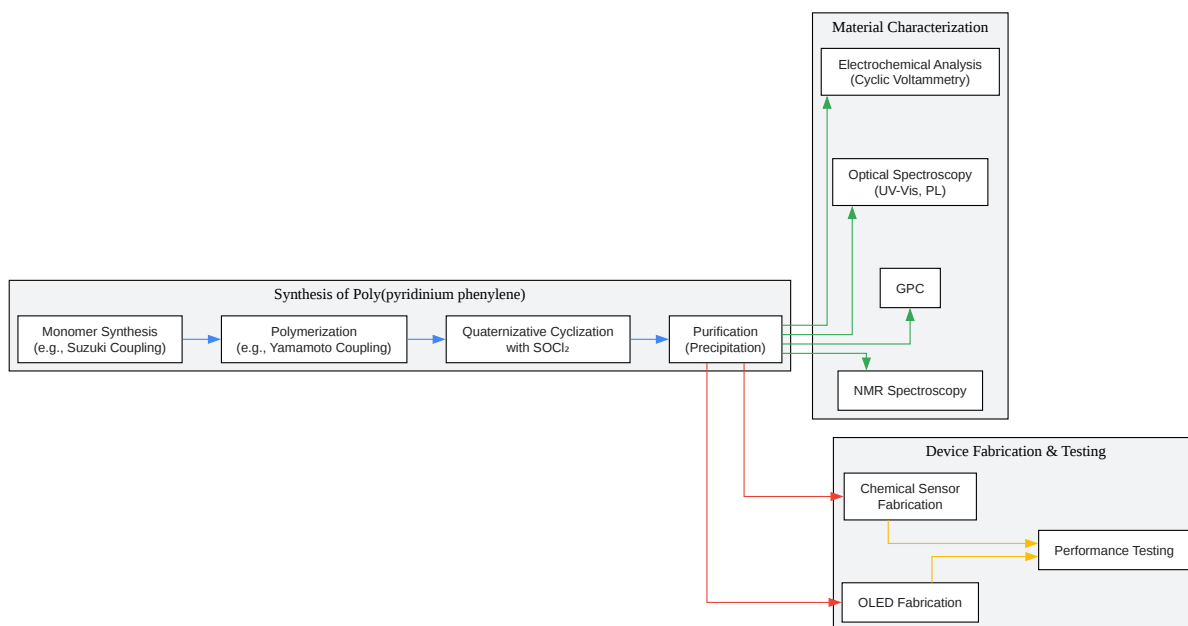 Material Characterization
Electrochemical Analysis
(Cyclic Voltammetry)
Optical Spectroscopy
(UV-Vis, PL)
GPC
NMR Spectroscopy
Synthesis of Poly(pyridinium phenylene)
Monomer Synthesis
(e.g., Suzuki Coupling)
Polymerization
(e.g., Yamamoto Coupling)
Quaternizative Cyclization
with SOCl₂
Purification
(Precipitation)
Device Fabrication & Testing
Chemical Sensor
Fabrication
Performance Testing
OLED Fabrication